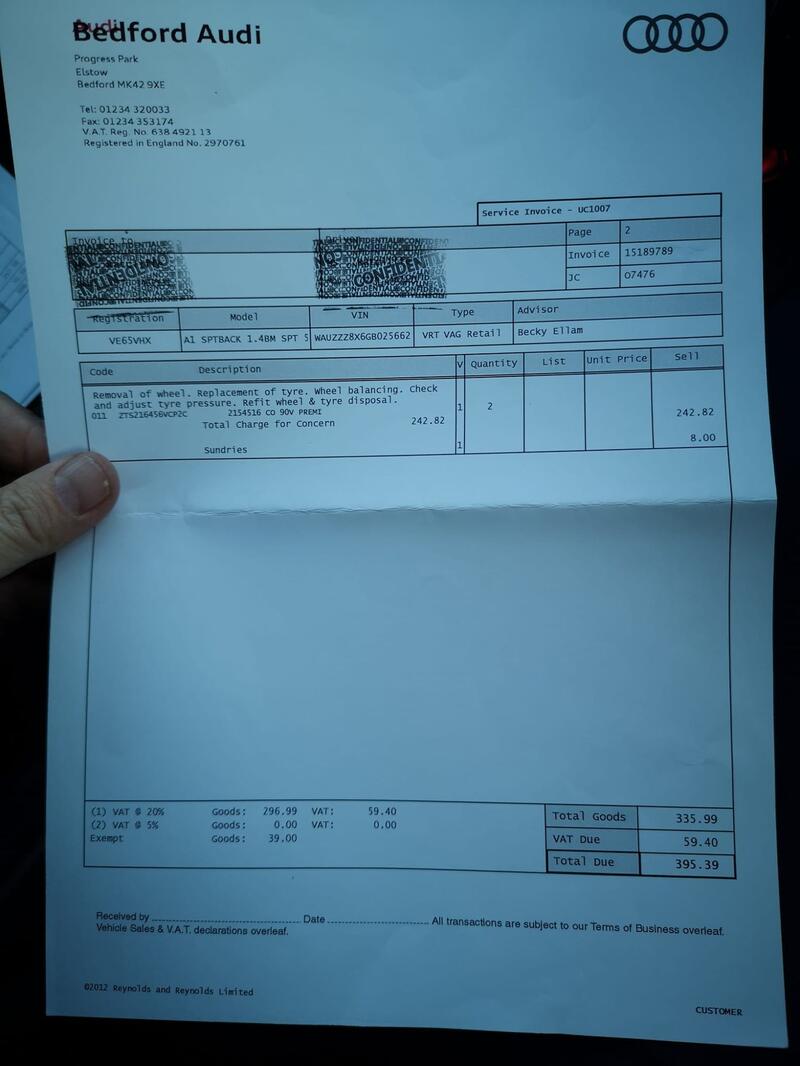 Audi
Bedford Audi
Progress Park
Elstow
Bedford MK42 9XE
Tel: 01234 320033
Fax: 01234 353174
V.A.T. Reg. No. 638 4921 13
Registered in England No. 2970761
Service Invoice - UC1007
Invoice to
CONFIDENTIAL CONFIDENTIAL
Page 2
Invoice 15189789
JC 07476
Registration Model VIN Type Advisor
VE65VHX A1 SPTBACK 1.4BM SPT 5 WAUZZZ8X6GB025662 VRT VAG Retail Becky Ellam
Code Description V Quantity List Unit Price Sell
Removal of wheel. Replacement of tyre. Wheel balancing. Check
and adjust tyre pressure. Refit wheel & tyre disposal.
011 ZTS216456VCP2C 2154516 CO 90V PREMI 1 2 242.82
Total Charge for Concern 242.82
Sundries 1 8.00
(1) VAT @ 20% Goods: 296.99 VAT: 59.40
(2) VAT @ 5% Goods: 0.00 VAT: 0.00
Exempt Goods: 39.00
Total Goods 335.99
VAT Due 59.40
Total Due 395.39
Received by Date All transactions are subject to our Terms of Business overleaf.
Vehicle Sales & V.A.T. declarations overleaf.
©2012 Reynolds and Reynolds Limited
CUSTOMER